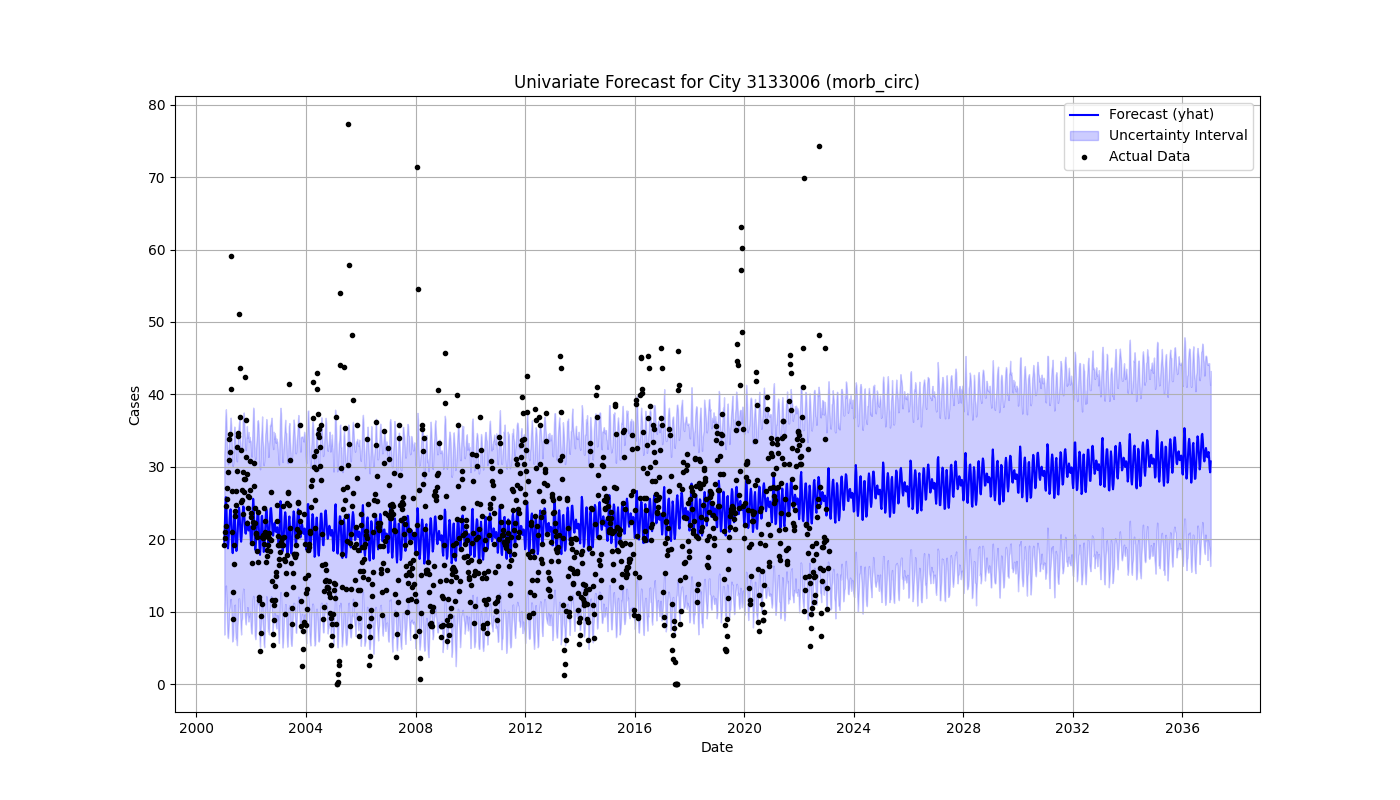 Univariate Forecast for City 3133006 (morb_circ)
Forecast (yhat)
Uncertainty Interval
Actual Data
Cases
80
70
60
50
40
30
20
10
0
2000 2004 2008 2012 2016 2020 2024 2028 2032 2036
Date